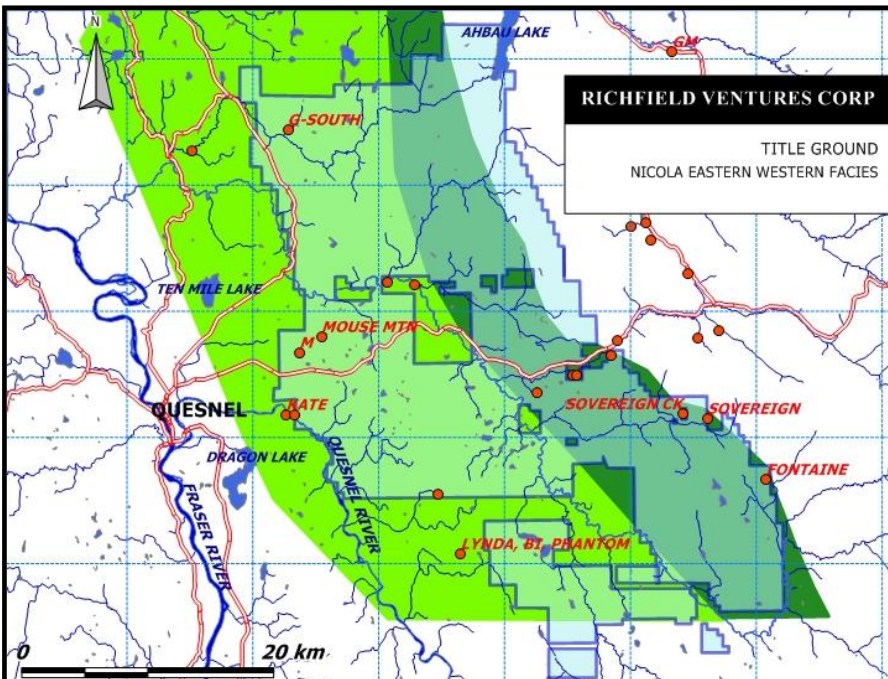 N
AHBAU LAKE
GM
RICHFIELD VENTURES CORP
TITLE GROUND
NICOLA EASTERN WESTERN FACIES
G-SOUTH
TEN MILE LAKE
MOUSE MTN
M
QUESNEL
KATE
SOVEREIGN CK
SOVEREIGN
DRAGON LAKE
QUESNEL RIVER
FONTAINE
FRASER RIVER
LYNDA, BI, PHANTOM
0
20 km